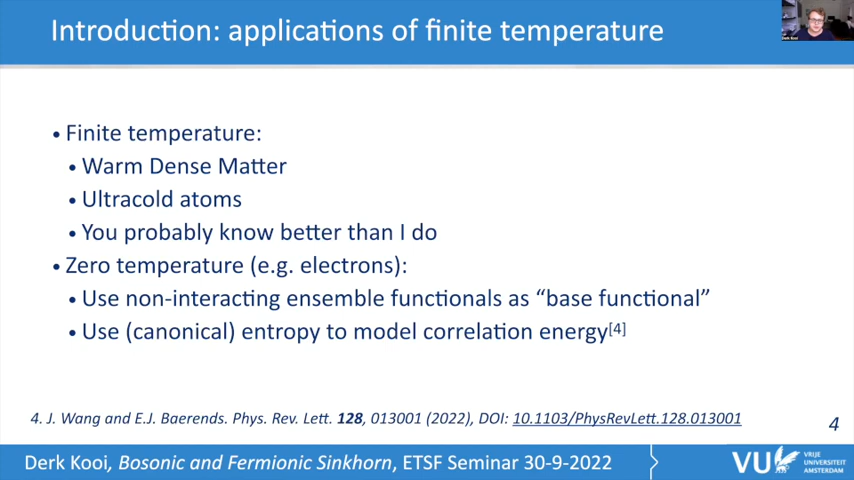 Introduction: applications of finite temperature
Derk Kooi
• Finite temperature:
• Warm Dense Matter
• Ultracold atoms
• You probably know better than I do
• Zero temperature (e.g. electrons):
• Use non-interacting ensemble functionals as “base functional”
• Use (canonical) entropy to model correlation energy[4]
4. J. Wang and E.J. Baerends. Phys. Rev. Lett. 128, 013001 (2022), DOI: 10.1103/PhysRevLett.128.013001
4
Derk Kooi, Bosonic and Fermionic Sinkhorn, ETSF Seminar 30-9-2022
VU
VRIJE
UNIVERSITEIT
AMSTERDAM